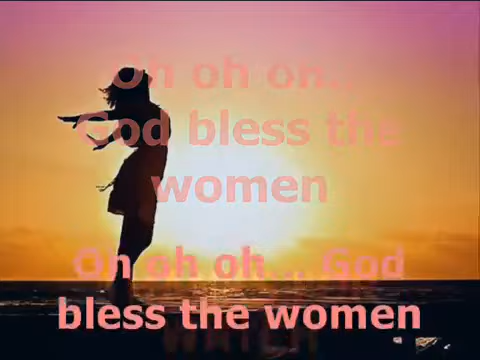 Oh oh oh...
God bless the
women
Oh oh oh... God
bless the women